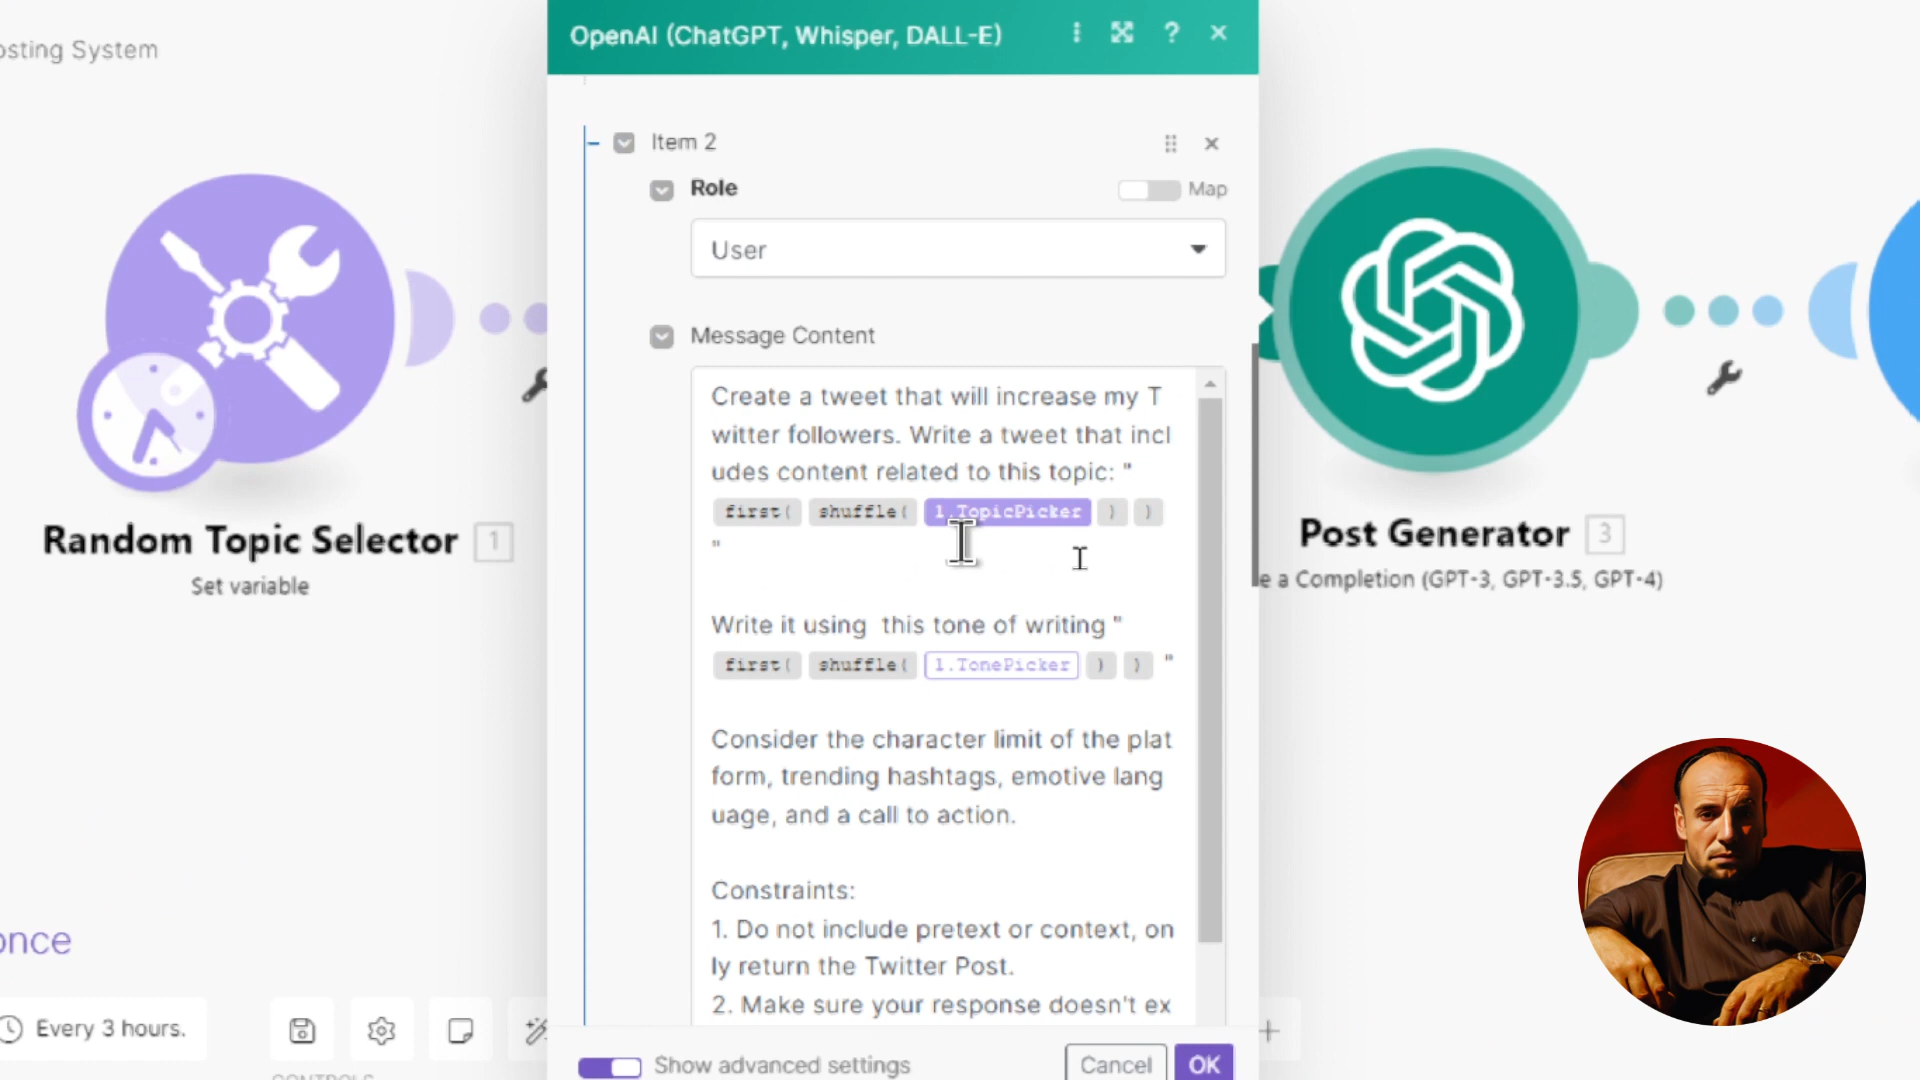 osting System
OpenAI (ChatGPT, Whisper, DALL-E)
?
Item 2
Role
Map
User
Message Content
Create a tweet that will increase my T
witter followers. Write a tweet that incl
udes content related to this topic: "
first( shuffle( 1.TopicPicker ) )
"
Write it using  this tone of writing "
first( shuffle( 1.TonePicker ) ) "
Consider the character limit of the plat
form, trending hashtags, emotive lang
uage, and a call to action.
Constraints:
1. Do not include pretext or context, on
ly return the Twitter Post.
2. Make sure your response doesn't ex
Show advanced settings
Cancel
OK
Random Topic Selector 1
Set variable
Post Generator 3
e a Completion (GPT-3, GPT-3.5, GPT-4)
once
Every 3 hours.
CONTROLS